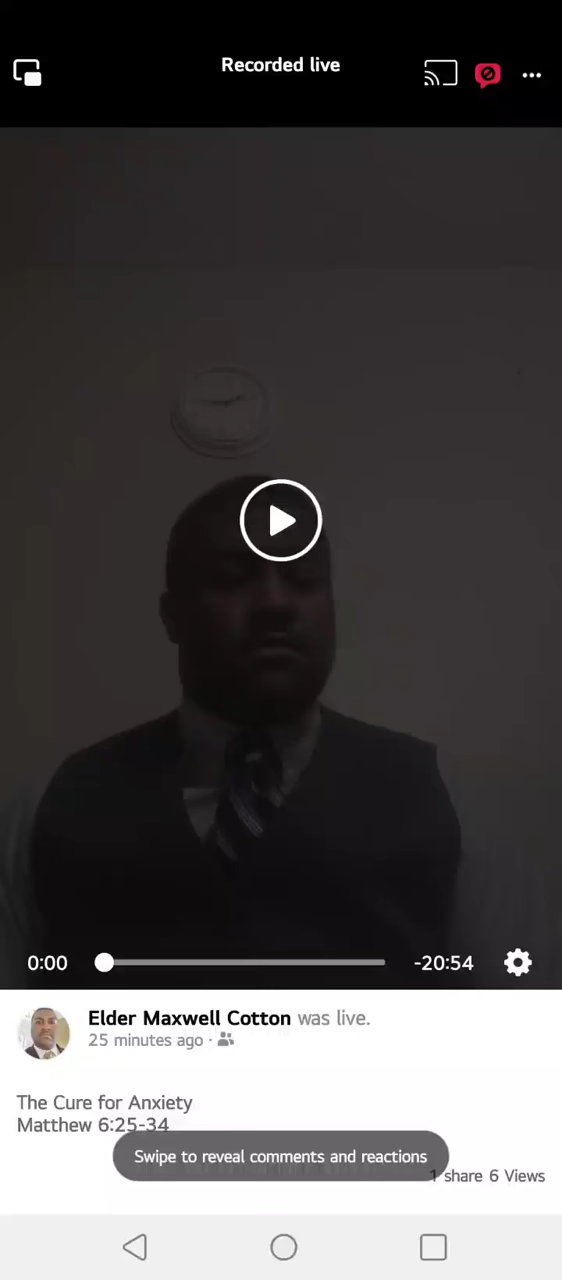 Recorded live
0:00
-20:54
Elder Maxwell Cotton was live.
25 minutes ago ·
The Cure for Anxiety
Matthew 6:25-34
Swipe to reveal comments and reactions
1 share 6 Views